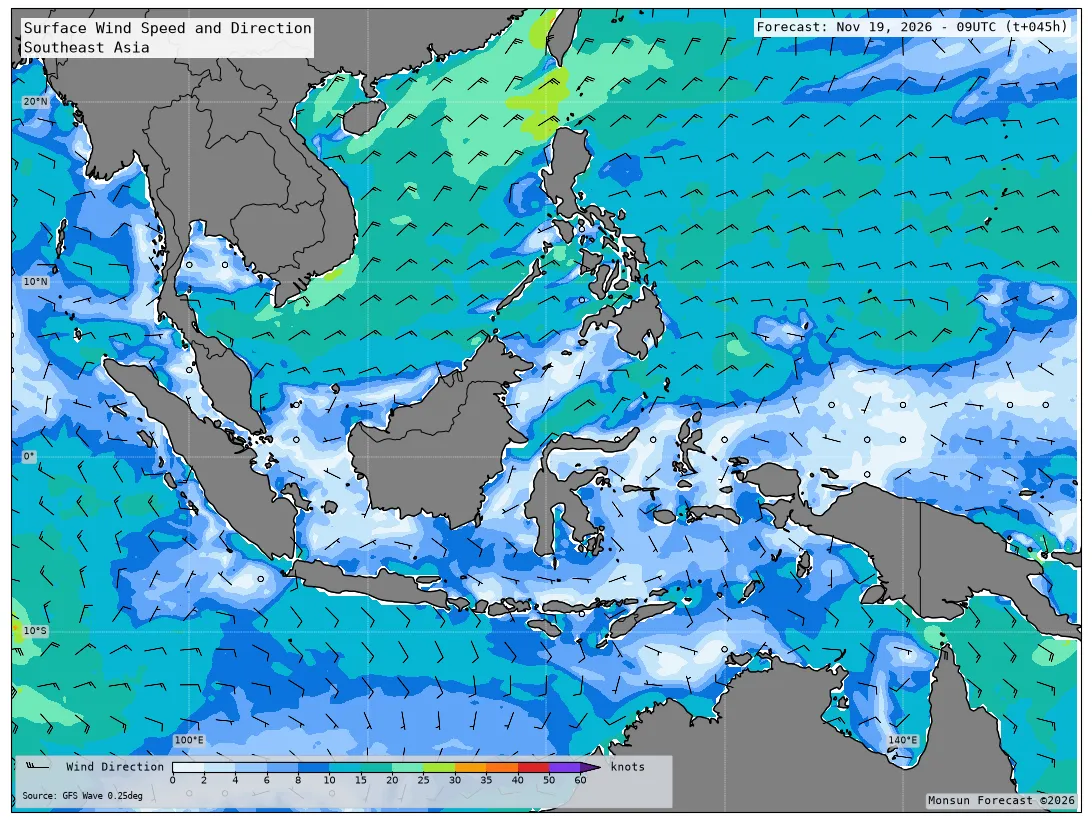 Surface Wind Speed and Direction
Southeast Asia
Forecast: Nov 19, 2026 - 09UTC (t+045h)
20°N
10°N
0°
10°S
100°E
140°E
Wind Direction
0 2 4 6 8 10 15 20 25 30 35 40 50 60
knots
Source: GFS Wave 0.25deg
Monsun Forecast ©2026